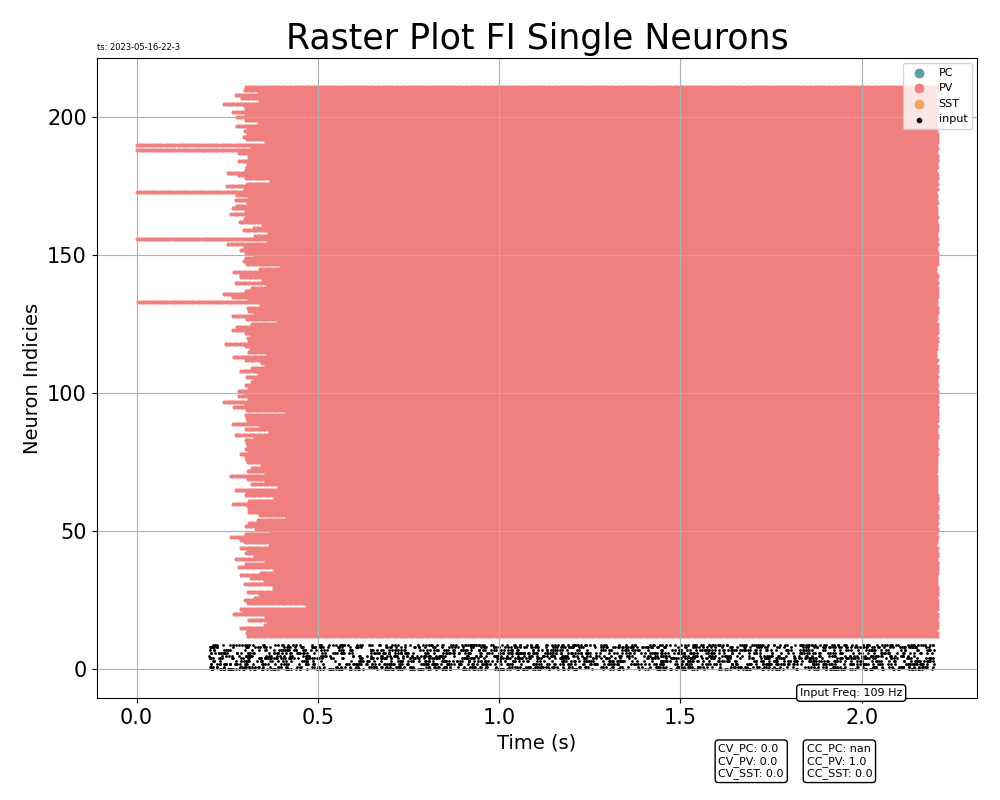 Raster Plot FI Single Neurons
ts: 2023-05-16-22-3
PC
PV
SST
input
200
150
100
50
0
Neuron Indicies
0.0 0.5 1.0 1.5 2.0
Time (s)
Input Freq: 109 Hz
CV_PC: 0.0
CV_PV: 0.0
CV_SST: 0.0
CC_PC: nan
CC_PV: 1.0
CC_SST: 0.0